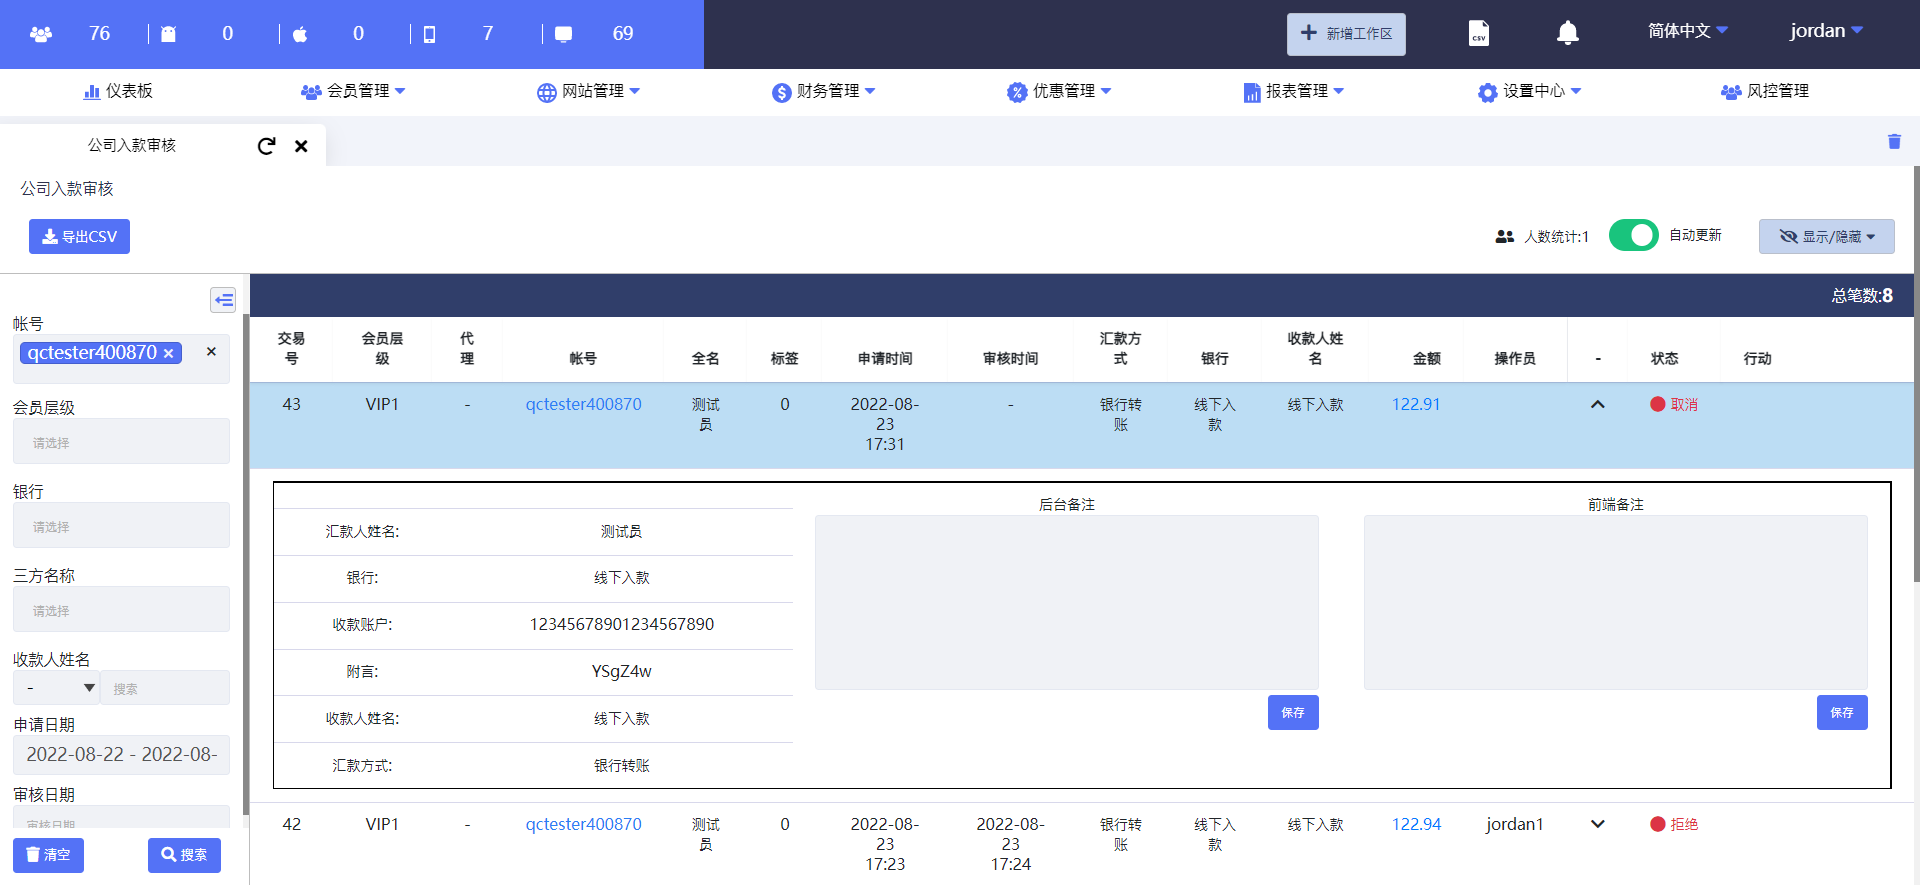 76 0 0 7 69 新增工作区 csv 简体中文 jordan
仪表板 会员管理 网站管理 财务管理 优惠管理 报表管理 设置中心 风控管理
公司入款审核
公司入款审核
导出CSV 人数统计:1 自动更新 显示/隐藏
总笔数:8
帐号
qctester400870
会员层级
请选择
银行
请选择
三方名称
请选择
收款人姓名
- 搜索
申请日期
2022-08-22 - 2022-08-
审核日期
审核日期
清空 搜索
交易号 会员层级 代理 帐号 全名 标签 申请时间 审核时间 汇款方式 银行 收款人姓名 金额 操作员 - 状态 行动
43 VIP1 - qctester400870 测试员 0 2022-08-23 17:31 - 银行转账 线下入款 线下入款 122.91 取消
汇款人姓名: 测试员
银行: 线下入款
收款账户: 12345678901234567890
附言: YSgZ4w
收款人姓名: 线下入款
汇款方式: 银行转账
后台备注
保存
前端备注
保存
42 VIP1 - qctester400870 测试员 0 2022-08-23 17:23 2022-08-23 17:24 银行转账 线下入款 线下入款 122.94 jordan1 拒绝